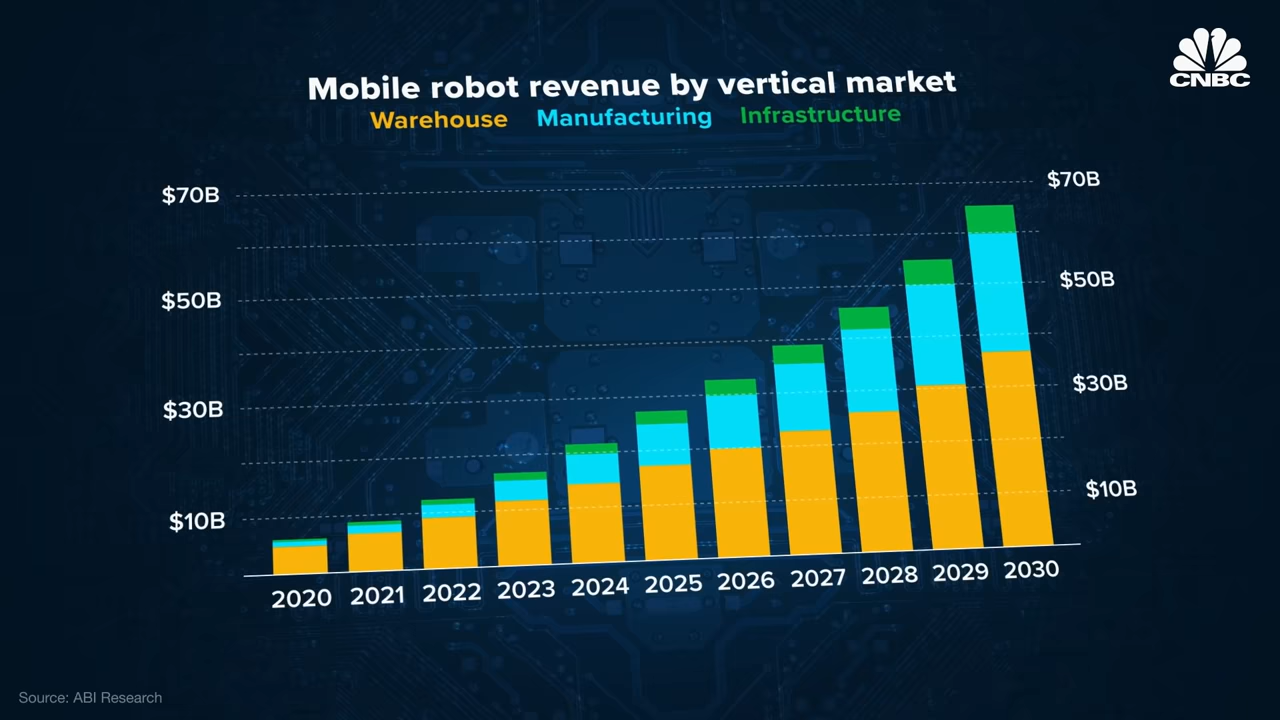 CNBC
Mobile robot revenue by vertical market
Warehouse Manufacturing Infrastructure
$70B $70B
$50B $50B
$30B $30B
$10B $10B
2020 2021 2022 2023 2024 2025 2026 2027 2028 2029 2030
Source: ABI Research